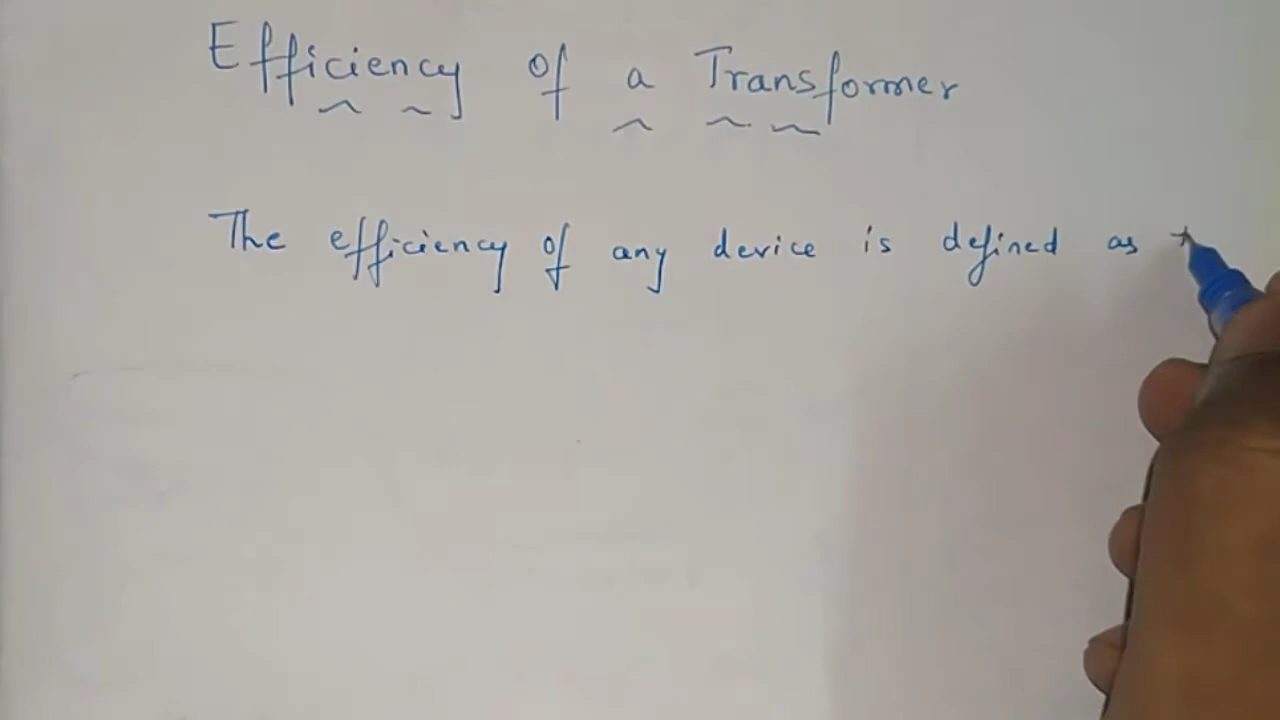 Efficiency of a Transformer
The efficiency of any device is defined as